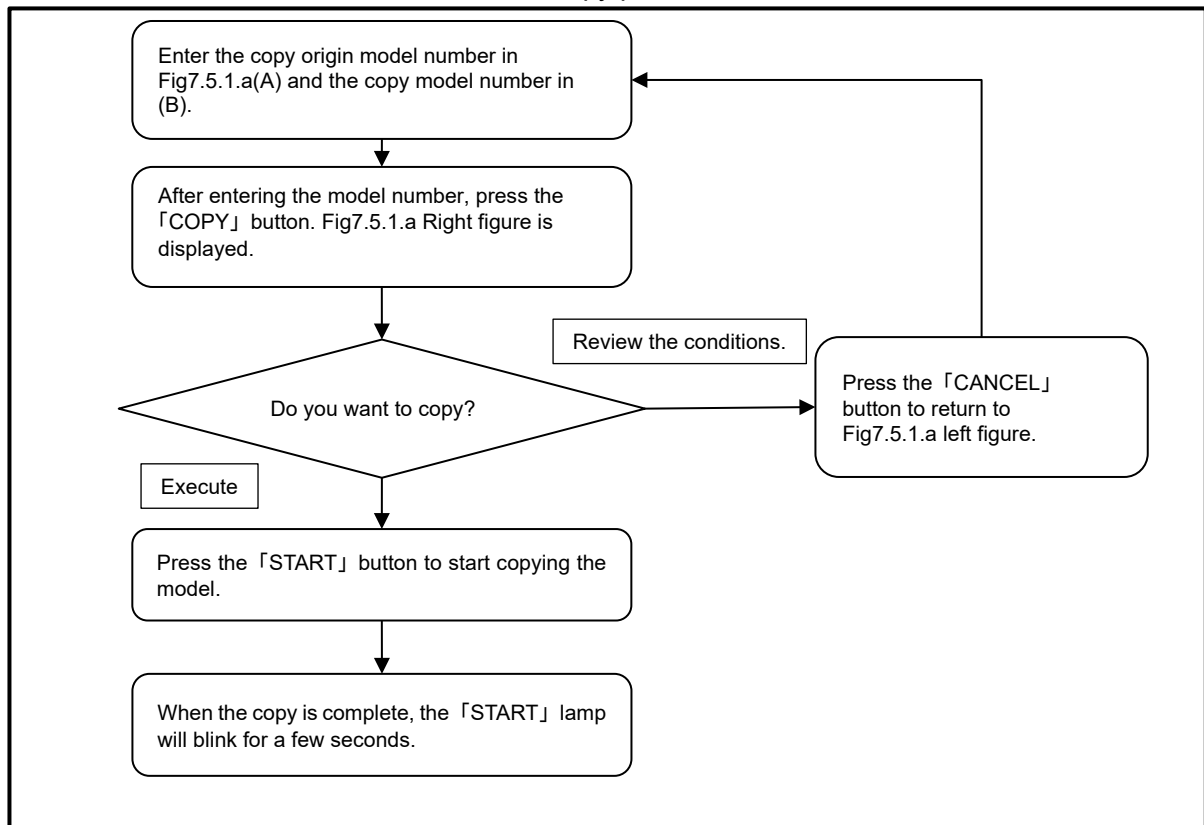 Enter the copy origin model number in
Fig7.5.1.a(A) and the copy model number in
(B).
After entering the model number, press the
「COPY」 button. Fig7.5.1.a Right figure is
displayed.
Do you want to copy?
Review the conditions.
Press the「CANCEL」
button to return to
Fig7.5.1.a left figure.
Execute
Press the「START」 button to start copying the
model.
When the copy is complete, the「START」 lamp
will blink for a few seconds.